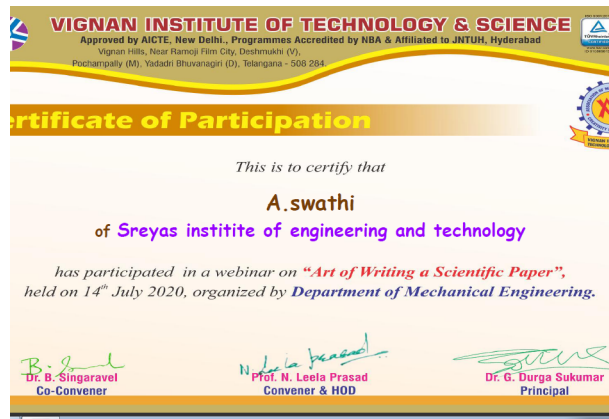 VIGNAN INSTITUTE OF TECHNOLOGY & SCIENCE
Approved by AICTE, New Delhi., Programmes Accredited by NBA & Affiliated to JNTUH, Hyderabad
Vignan Hills, Near Ramoji Film City, Deshmukhi (V),
Pochampally (M), Yadadri Bhuvanagiri (D), Telangana - 508 284.
ertificate of Participation
This is to certify that
A.swathi
of Sreyas institite of engineering and technology
has participated in a webinar on “Art of Writing a Scientific Paper”,
held on 14th July 2020, organized by Department of Mechanical Engineering.
Dr. B. Singaravel
Co-Convener
N. Leela Prasad
Prof. N. Leela Prasad
Convener & HOD
Dr. G. Durga Sukumar
Principal